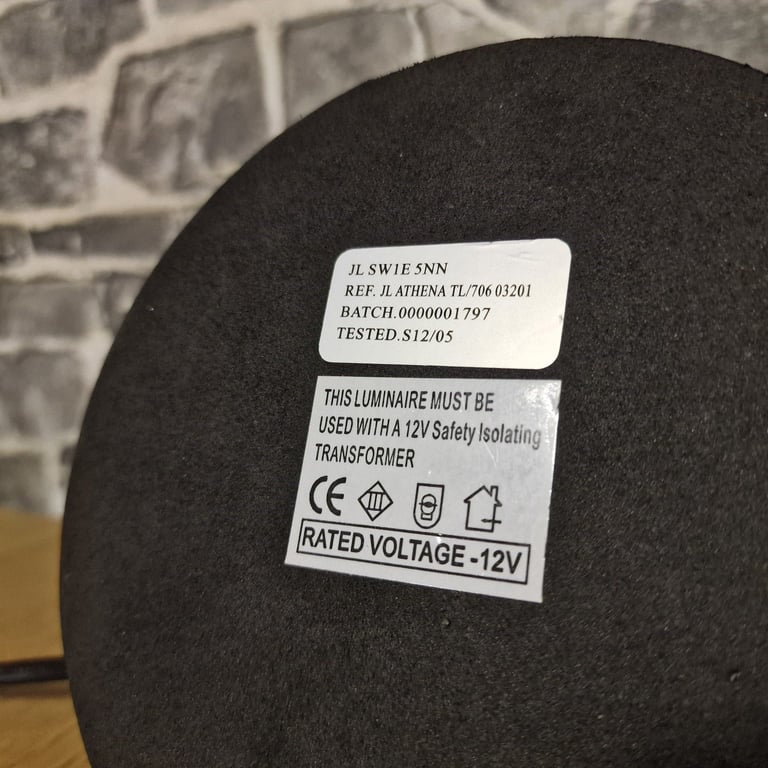 JL SW1E 5NN
REF. JL ATHENA TL/706 03201
BATCH.0000001797
TESTED.S12/05
THIS LUMINAIRE MUST BE
USED WITH A 12V Safety Isolating
TRANSFORMER
CE III
RATED VOLTAGE -12V